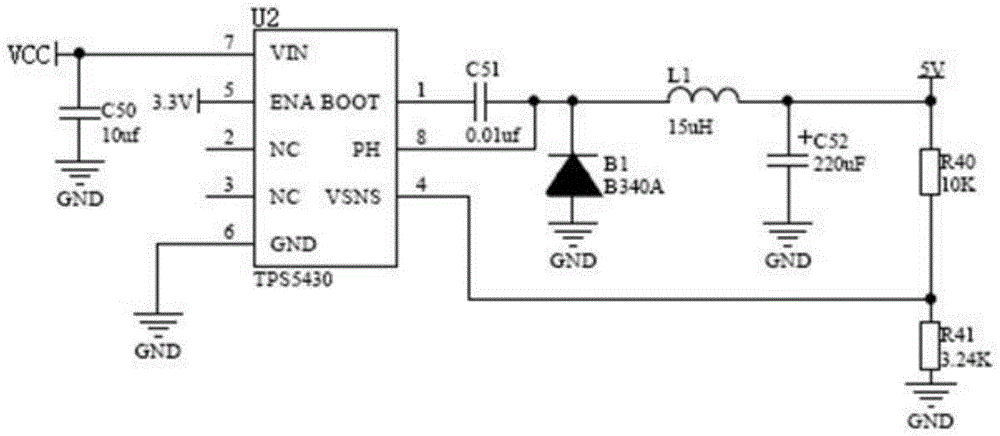 U2
VCC
7
VIN
C50
10uf
GND
3.3V
5
ENA
BOOT
1
C51
0.01uf
L1
15uH
5V
2
NC
PH
8
B1
B340A
GND
+
C52
220uF
GND
R40
10K
3
NC
VSNS
4
6
GND
TPS5430
GND
R41
3.24K
GND